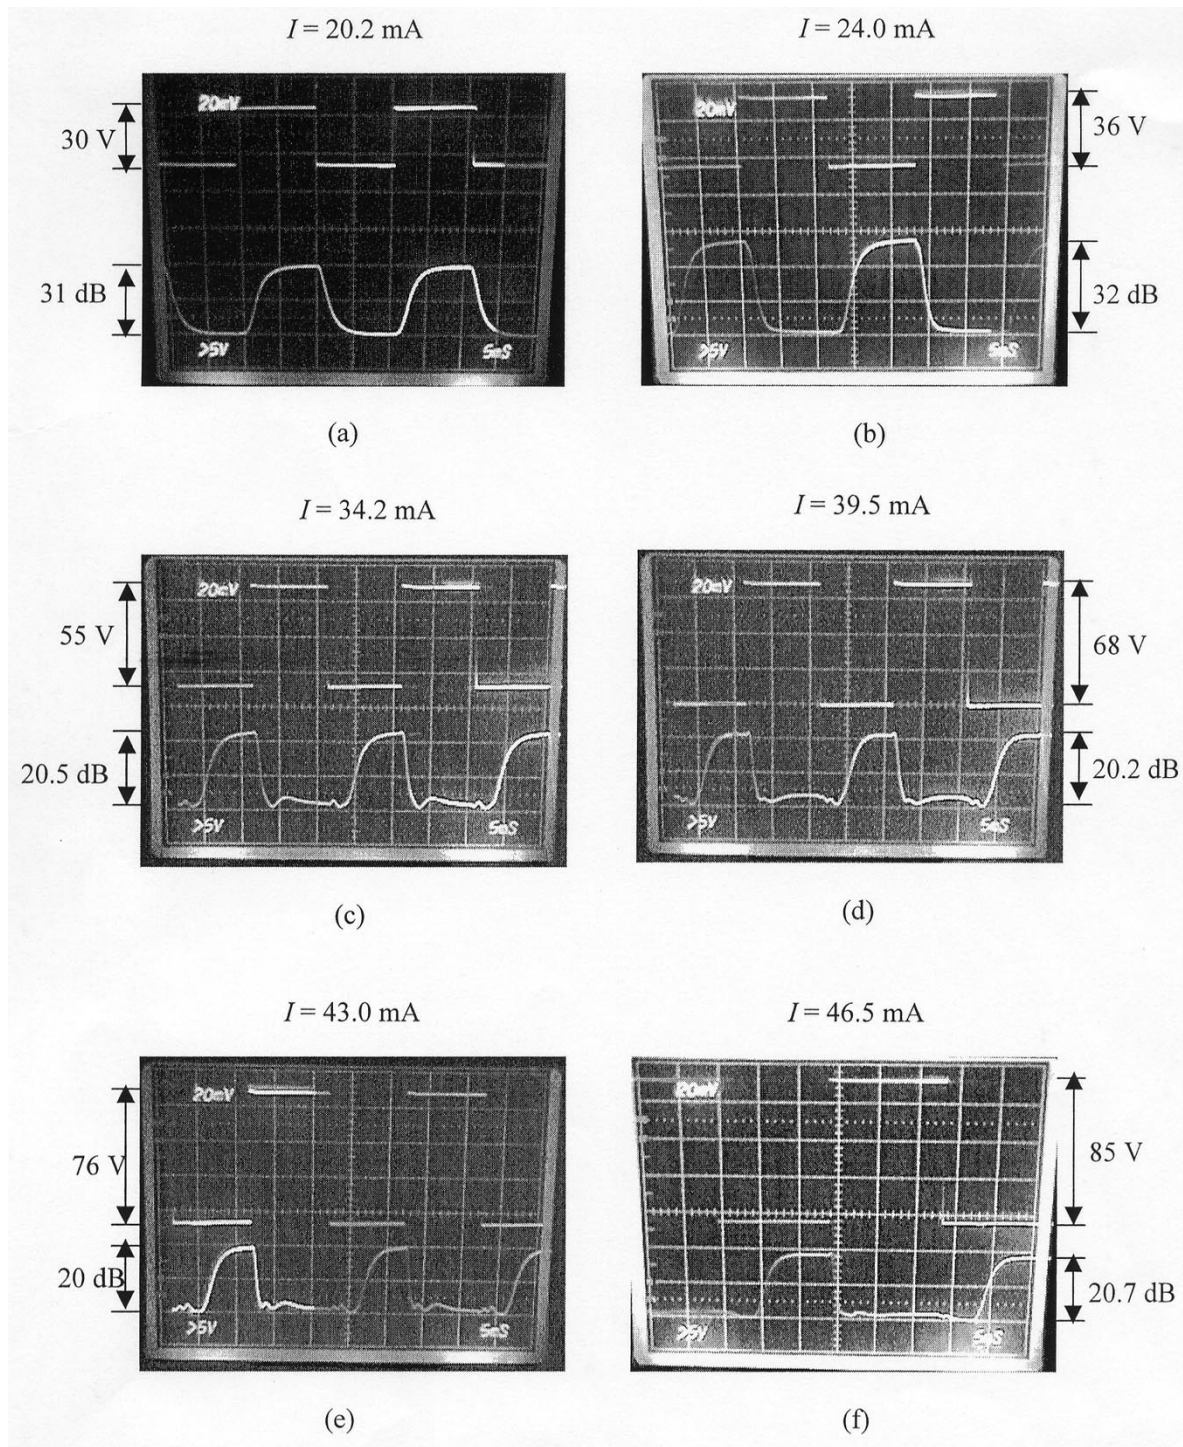 I = 20.2 mA
I = 24.0 mA
20mV
30 V
31 dB
>5V
5mS
20mV
36 V
32 dB
>5V
5mS
(a)
(b)
I = 34.2 mA
I = 39.5 mA
20mV
55 V
20.5 dB
>5V
5mS
20mV
68 V
20.2 dB
>5V
5mS
(c)
(d)
I = 43.0 mA
I = 46.5 mA
20mV
76 V
20 dB
>5V
5mS
20mV
85 V
20.7 dB
>5V
5mS
(e)
(f)